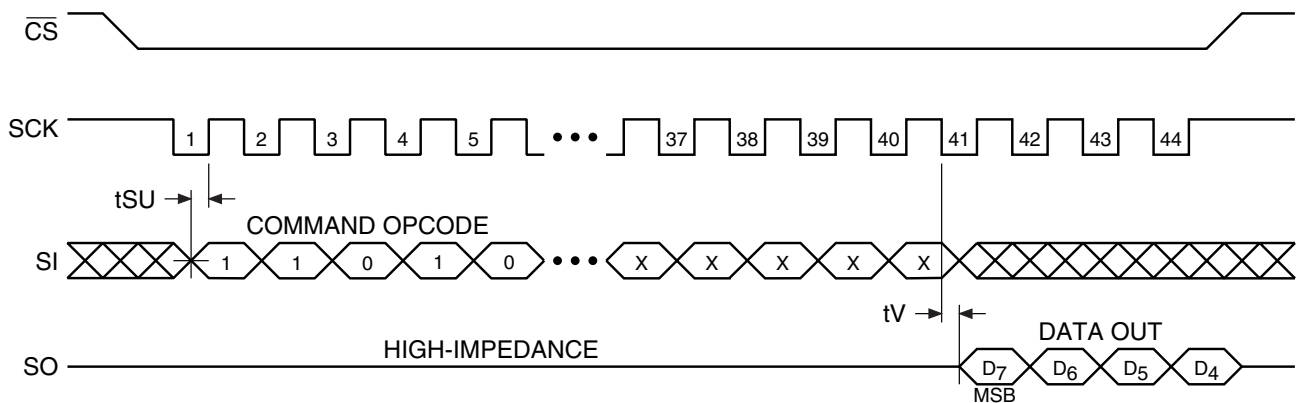 CS
SCK 1 2 3 4 5 37 38 39 40 41 42 43 44
tSU
COMMAND OPCODE
SI 1 1 0 1 0 X X X X X
tV
DATA OUT
HIGH-IMPEDANCE
SO D7 D6 D5 D4
MSB